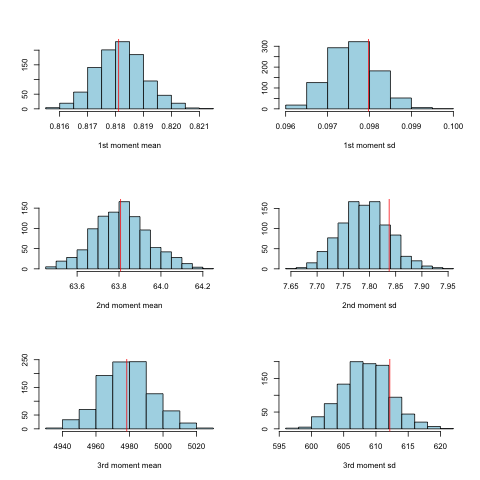 0 50 150
0.816 0.817 0.818 0.819 0.820 0.821
1st moment mean
0 100 200 300
0.096 0.097 0.098 0.099 0.100
1st moment sd
0 50 100 150
63.6 63.8 64.0 64.2
2nd moment mean
0 50 100 150
7.65 7.70 7.75 7.80 7.85 7.90 7.95
2nd moment sd
0 50 150 250
4940 4960 4980 5000 5020
3rd moment mean
0 50 150
595 600 605 610 615 620
3rd moment sd